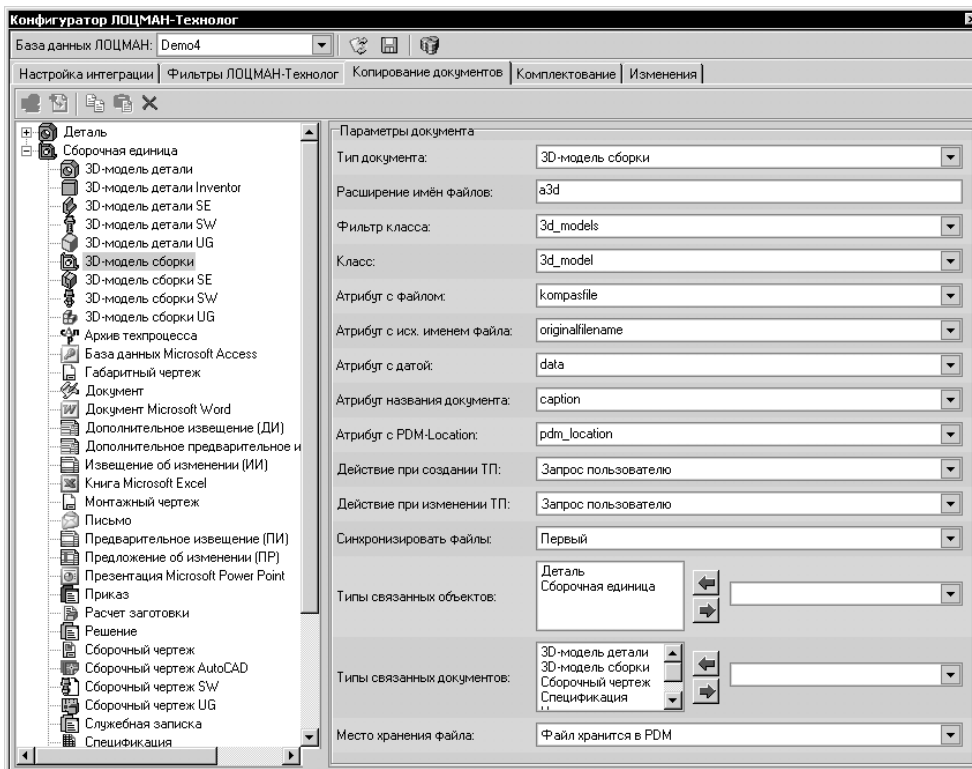 Конфигуратор ЛОЦМАН-Технолог
База данных ЛОЦМАН: Demo4
Настройка интеграции Фильтры ЛОЦМАН-Технолог Копирование документов Комплектование Изменения
Деталь
Сборочная единица
3D-модель детали
3D-модель детали Inventor
3D-модель детали SE
3D-модель детали SW
3D-модель детали UG
3D-модель сборки
3D-модель сборки SE
3D-модель сборки SW
3D-модель сборки UG
Архив техпроцесса
База данных Microsoft Access
Габаритный чертеж
Документ
Документ Microsoft Word
Дополнительное извещение (ДИ)
Дополнительное предварительное и
Извещение об изменении (ИИ)
Книга Microsoft Excel
Монтажный чертеж
Письмо
Предварительное извещение (ПИ)
Предложение об изменении (ПР)
Презентация Microsoft Power Point
Приказ
Расчет заготовки
Решение
Сборочный чертеж
Сборочный чертеж AutoCAD
Сборочный чертеж SW
Сборочный чертеж UG
Служебная записка
Спецификация
Параметры документа
Тип документа: 3D-модель сборки
Расширение имён файлов: a3d
Фильтр класса: 3d_models
Класс: 3d_model
Атрибут с файлом: kompasfile
Атрибут с исх. именем файла: originalfilename
Атрибут с датой: data
Атрибут названия документа: caption
Атрибут с PDM-Location: pdm_location
Действие при создании ТП: Запрос пользователю
Действие при изменении ТП: Запрос пользователю
Синхронизировать файлы: Первый
Типы связанных объектов:
Деталь
Сборочная единица
Типы связанных документов:
3D-модель детали
3D-модель сборки
Сборочный чертеж
Спецификация
Место хранения файла: Файл хранится в PDM